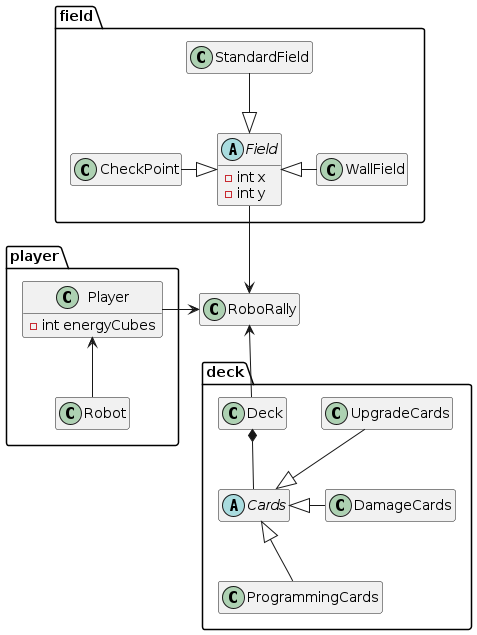 field
C StandardField
C CheckPoint
A Field
int x
int y
C WallField
player
C Player
int energyCubes
C Robot
C RoboRally
deck
C Deck
C UpgradeCards
A Cards
C DamageCards
C ProgrammingCards